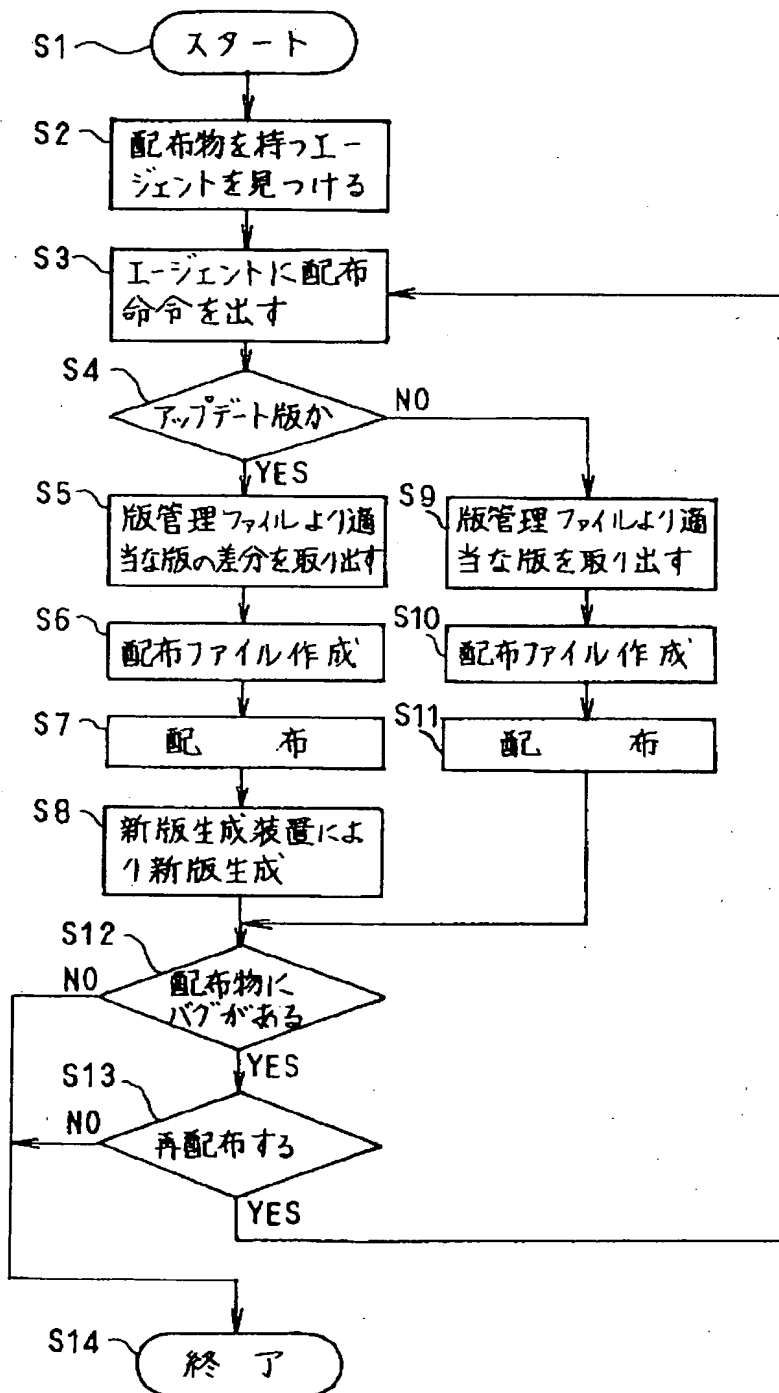 S1
スタート
S2
配布物を持つエー
ジェントを見つける
S3
エージェントに配布
命令を出す
S4
アップデート版か
NO
YES
S5
版管理ファイルより適
当な版の差分を取り出す
S9
版管理ファイルより適
当な版を取り出す
S6
配布ファイル作成
S10
配布ファイル作成
S7
配 布
S11
配 布
S8
新版生成装置によ
り新版生成
S12
配布物に
バグがある
NO
YES
S13
再配布する
NO
YES
S14
終 了